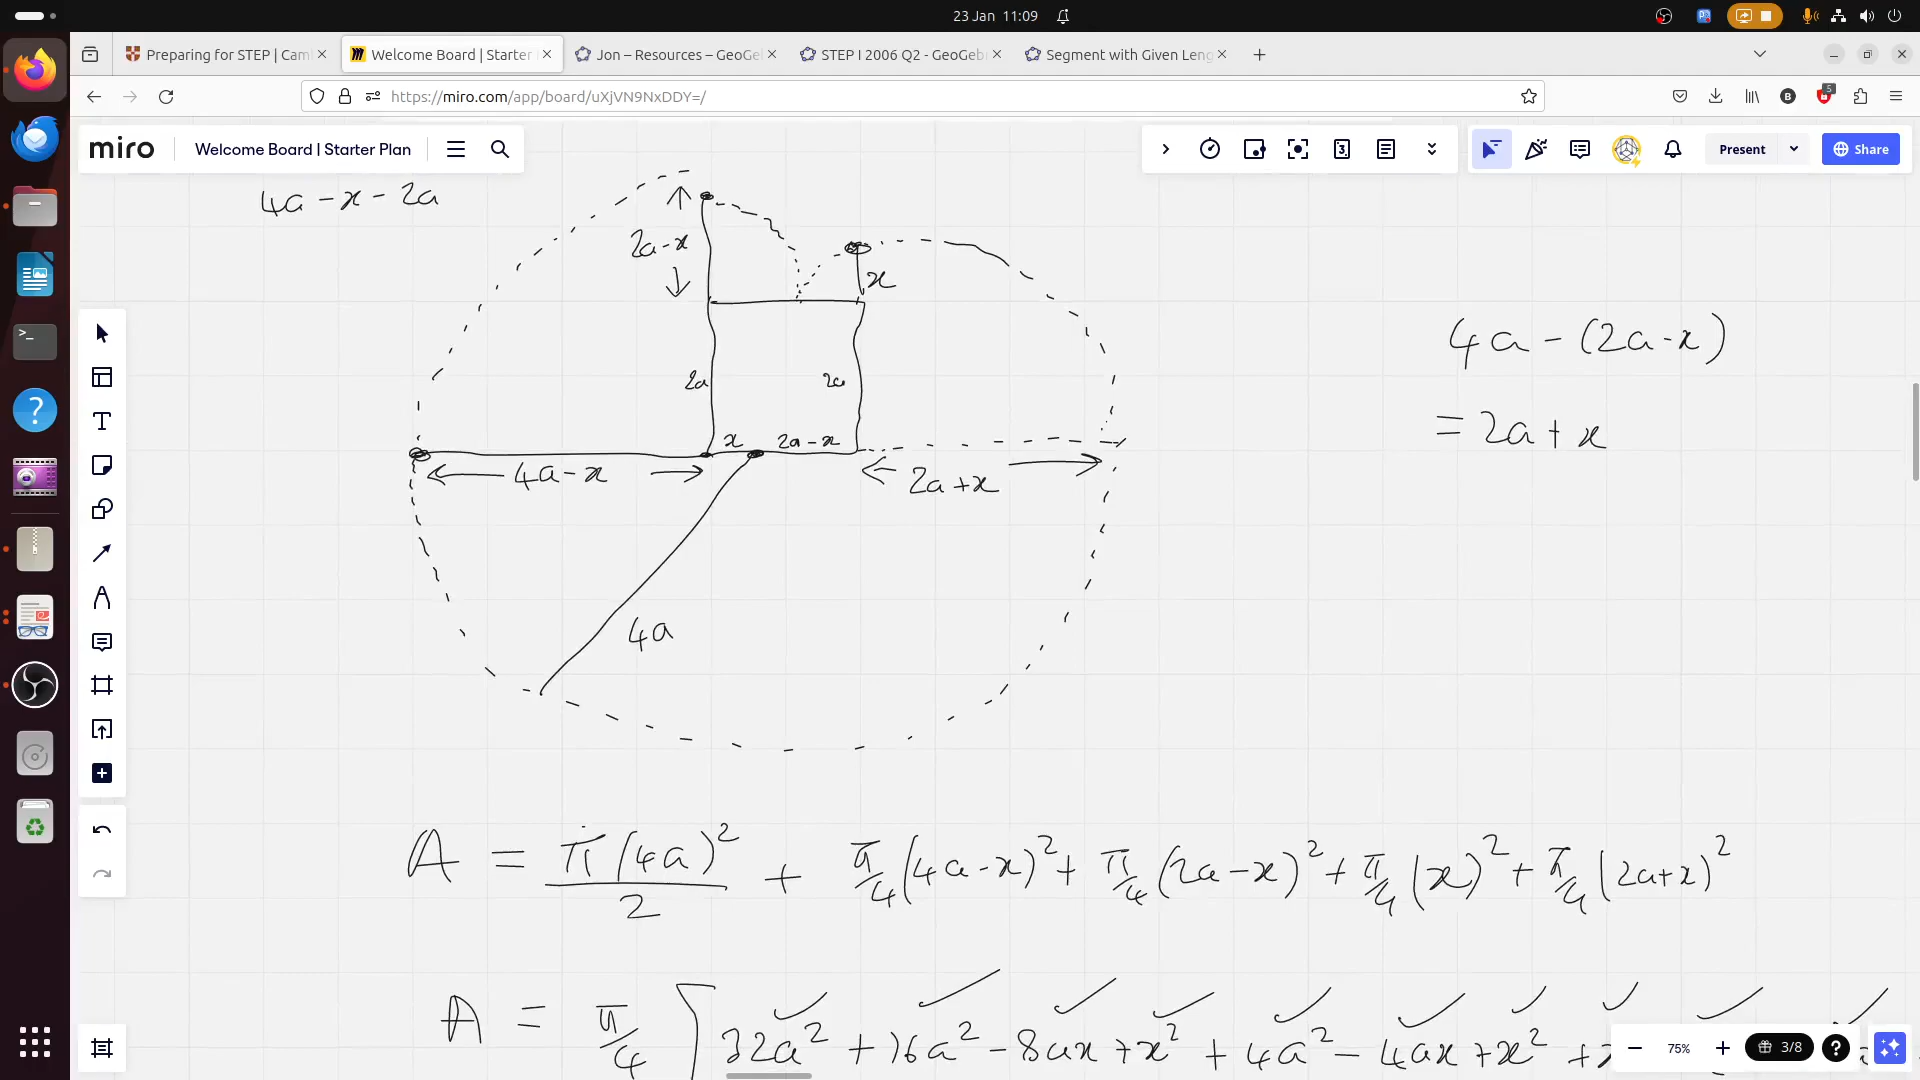 23 Jan 11:09
Preparing for STEP | Cam
Welcome Board | Starter
Jon – Resources – GeoGe
STEP I 2006 Q2 - GeoGeb
Segment with Given Leng
https://miro.com/app/board/uXjVN9NxDDY=/
B
5
miro
Welcome Board | Starter Plan
3
Present
Share
4a - x - 2a
2a-x
x
2a
2a
x
2a - x
4a - x
2a + x
4a
4a - (2a - x)
= 2a + x
A = π(4a)²/2 + π/4 (4a - x)² + π/4 (2a - x)² + π/4 (x)² + π/4 (2a+x)²
A = π/4 [ 32a² + 16a² - 8ax + x² + 4a² - 4ax + x² +
75%
3/8
?